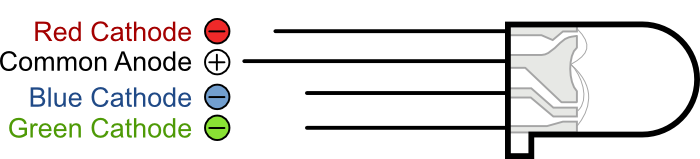 Red Cathode
Common Anode
Blue Cathode
Green Cathode